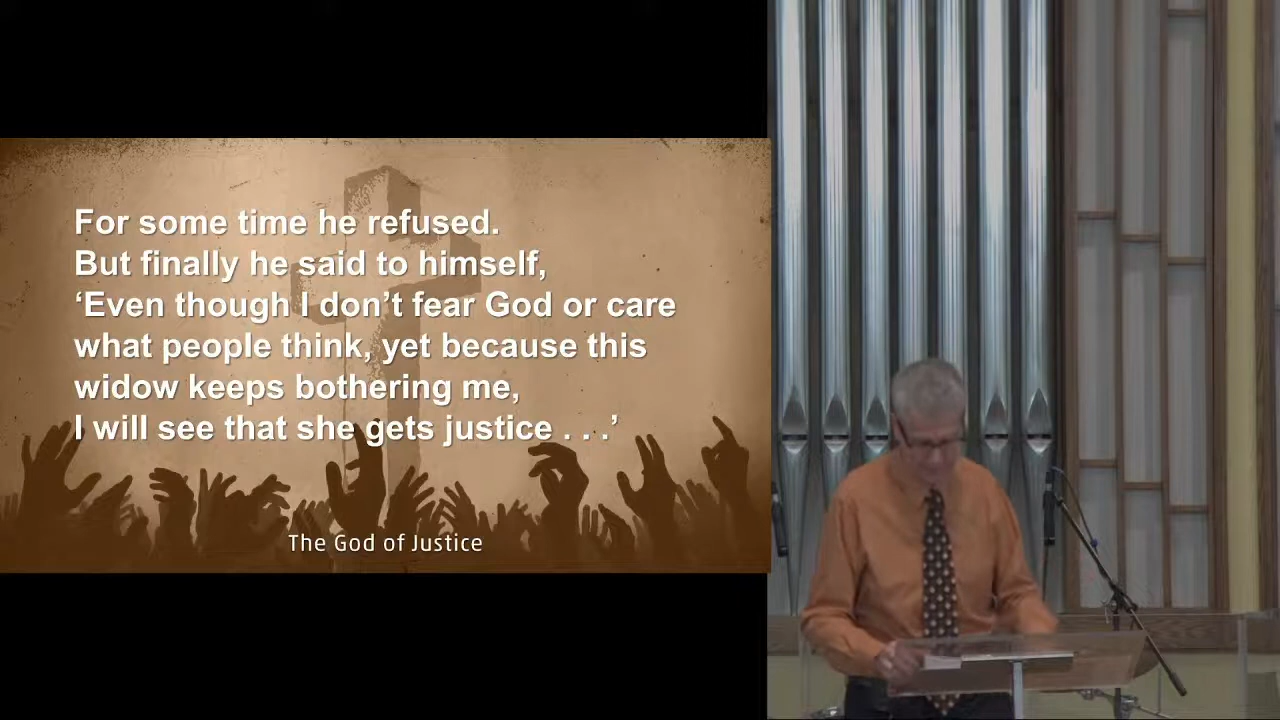 For some time he refused.
But finally he said to himself,
‘Even though I don’t fear God or care
what people think, yet because this
widow keeps bothering me,
I will see that she gets justice . . .’
The God of Justice